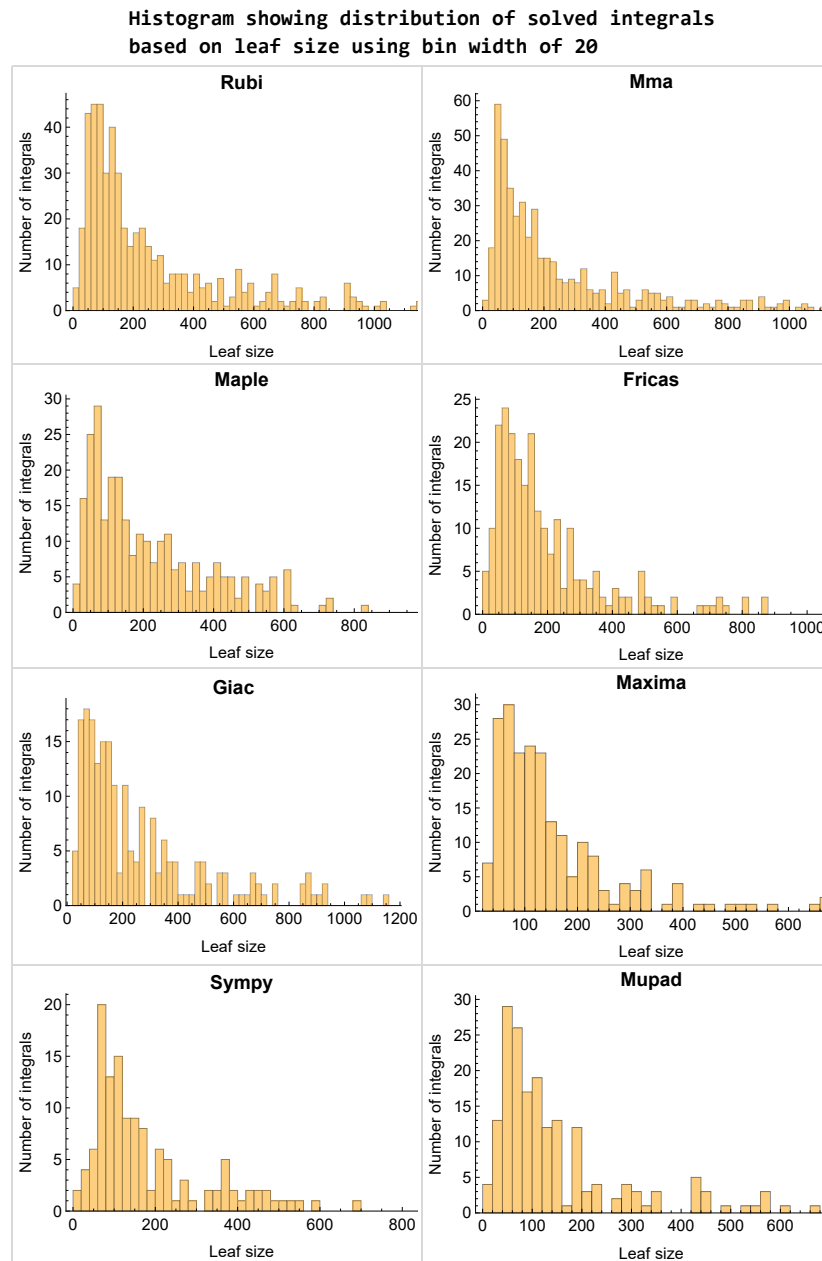 Histogram showing distribution of solved integrals
based on leaf size using bin width of 20
Rubi
Number of integrals
40
30
20
10
0
0 200 400 600 800 1000
Leaf size
Mma
Number of integrals
60
50
40
30
20
10
0
0 200 400 600 800 1000
Leaf size
Maple
Number of integrals
30
25
20
15
10
5
0
0 200 400 600 800
Leaf size
Fricas
Number of integrals
25
20
15
10
5
0
0 200 400 600 800 1000
Leaf size
Giac
Number of integrals
15
10
5
0
0 200 400 600 800 1000 1200
Leaf size
Maxima
Number of integrals
30
25
20
15
10
5
0
100 200 300 400 500 600
Leaf size
Sympy
Number of integrals
20
15
10
5
0
0 200 400 600 800
Leaf size
Mupad
Number of integrals
30
25
20
15
10
5
0
0 100 200 300 400 500 600
Leaf size